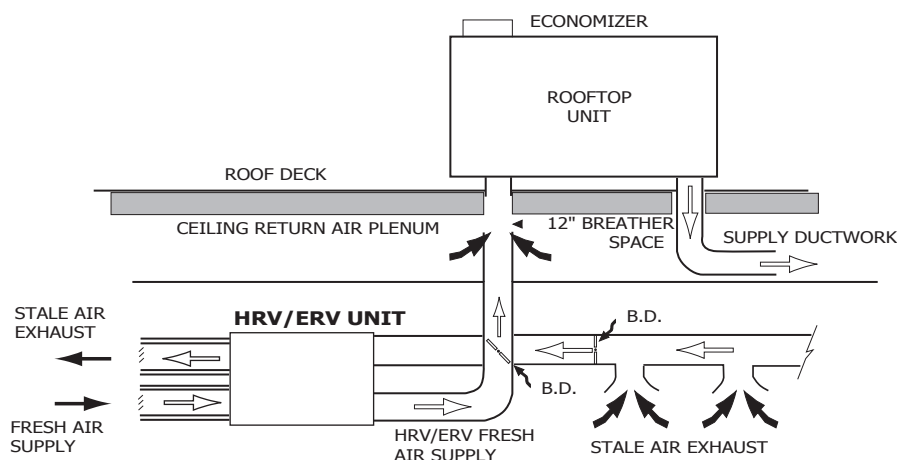 ECONOMIZER
ROOFTOP
UNIT
ROOF DECK
CEILING RETURN AIR PLENUM
12" BREATHER
SPACE
SUPPLY DUCTWORK
STALE AIR
EXHAUST
HRV/ERV UNIT
B.D.
B.D.
FRESH AIR
SUPPLY
HRV/ERV FRESH
AIR SUPPLY
STALE AIR EXHAUST